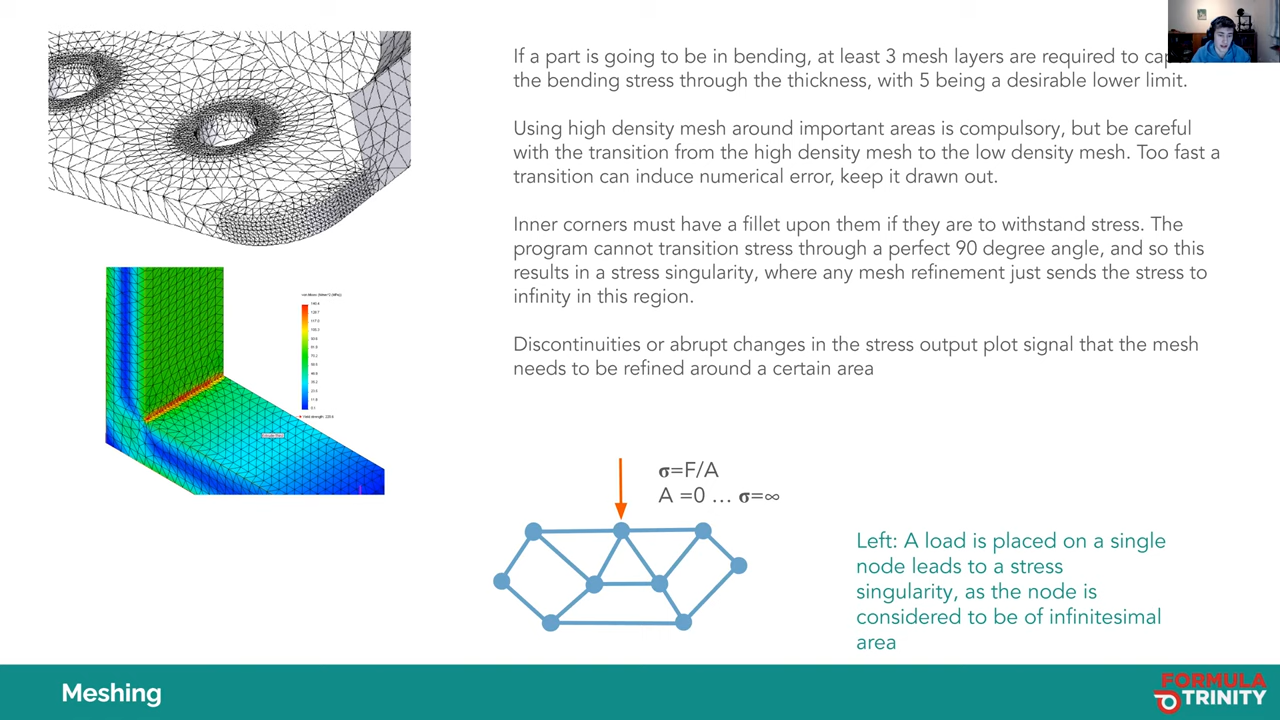 If a part is going to be in bending, at least 3 mesh layers are required to
the bending stress through the thickness, with 5 being a desirable lower limit.
Using high density mesh around important areas is compulsory, but be careful
with the transition from the high density mesh to the low density mesh. Too fast a
transition can induce numerical error, keep it drawn out.
Inner corners must have a fillet upon them if they are to withstand stress. The
program cannot transition stress through a perfect 90 degree angle, and so this
results in a stress singularity, where any mesh refinement just sends the stress to
infinity in this region.
Discontinuities or abrupt changes in the stress output plot signal that the mesh
needs to be refined around a certain area
σ=F/A
A =0 … σ=∞
Left: A load is placed on a single
node leads to a stress
singularity, as the node is
considered to be of infinitesimal
area
Meshing
FORMULA
TRINITY